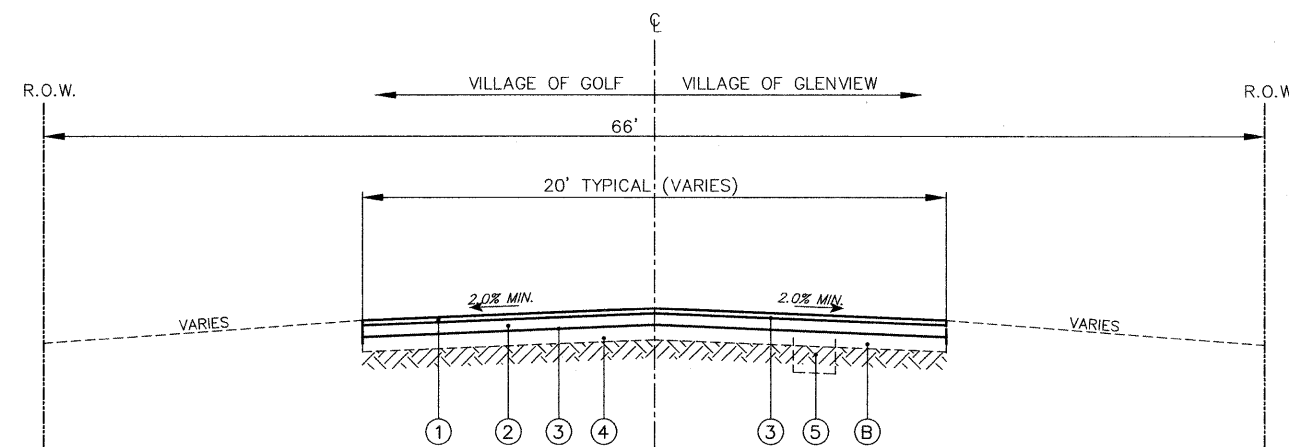 ℄
VILLAGE OF GOLF VILLAGE OF GLENVIEW
R.O.W. R.O.W
66'
20' TYPICAL (VARIES)
2.0% MIN. 2.0% MIN.
VARIES VARIES
1 2 3 4 3 5 B